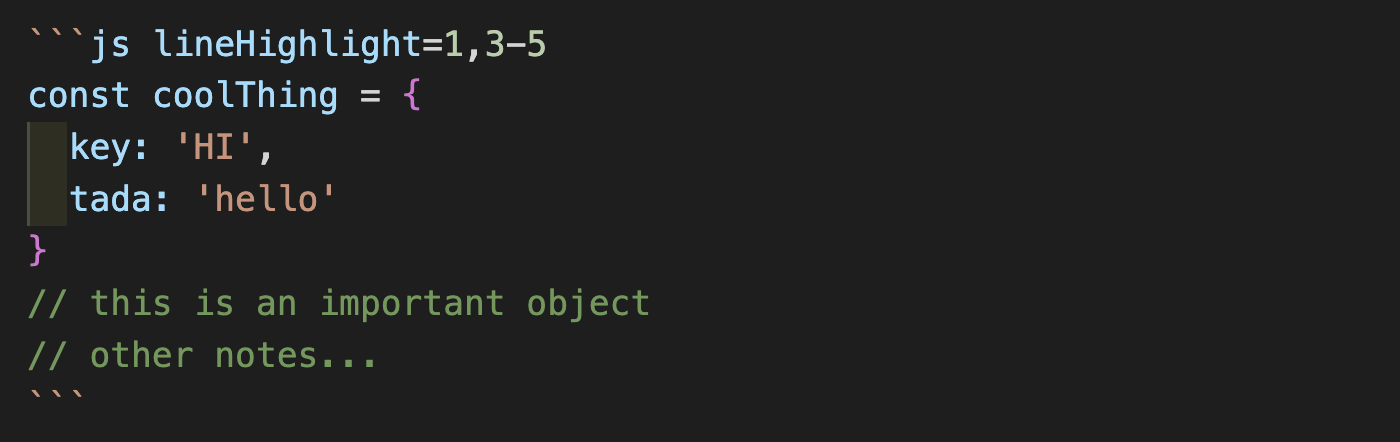 ```js lineHighlight=1,3-5
const coolThing = {
  key: 'HI',
  tada: 'hello'
}
// this is an important object
// other notes...
```